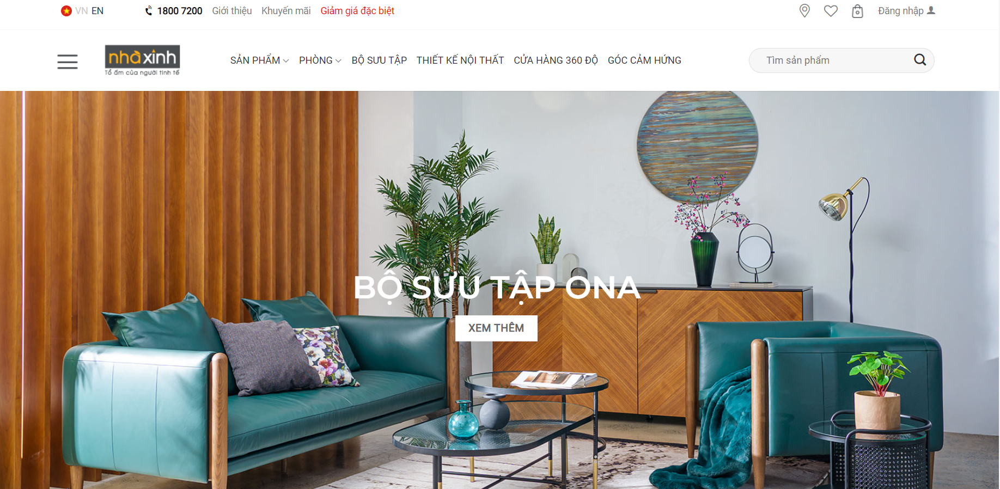 VN EN 1800 7200 Giới thiệu Khuyến mãi Giảm giá đặc biệt Đăng nhập
nhàxinh
Tổ ấm của người tinh tế
SẢN PHẨM PHÒNG BỘ SƯU TẬP THIẾT KẾ NỘI THẤT CỬA HÀNG 360 ĐỘ GÓC CẢM HỨNG Tìm sản phẩm
BỘ SƯU TẬP ONA
XEM THÊM